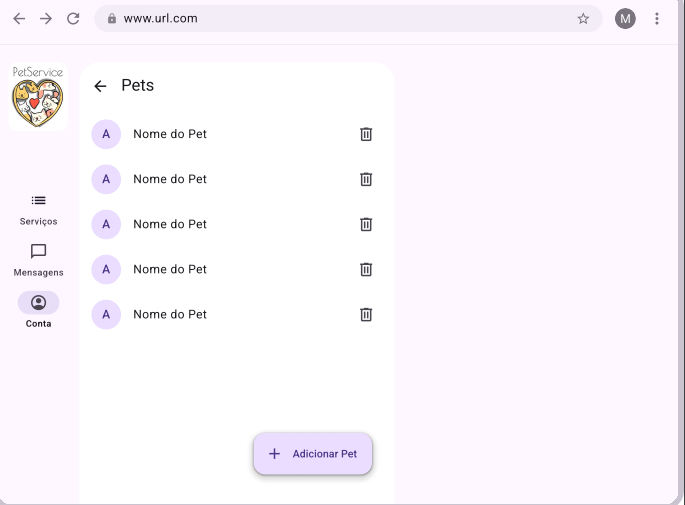 www.url.com
M
PetService
Pets
A Nome do Pet
A Nome do Pet
A Nome do Pet
A Nome do Pet
A Nome do Pet
Serviços
Mensagens
Conta
+ Adicionar Pet